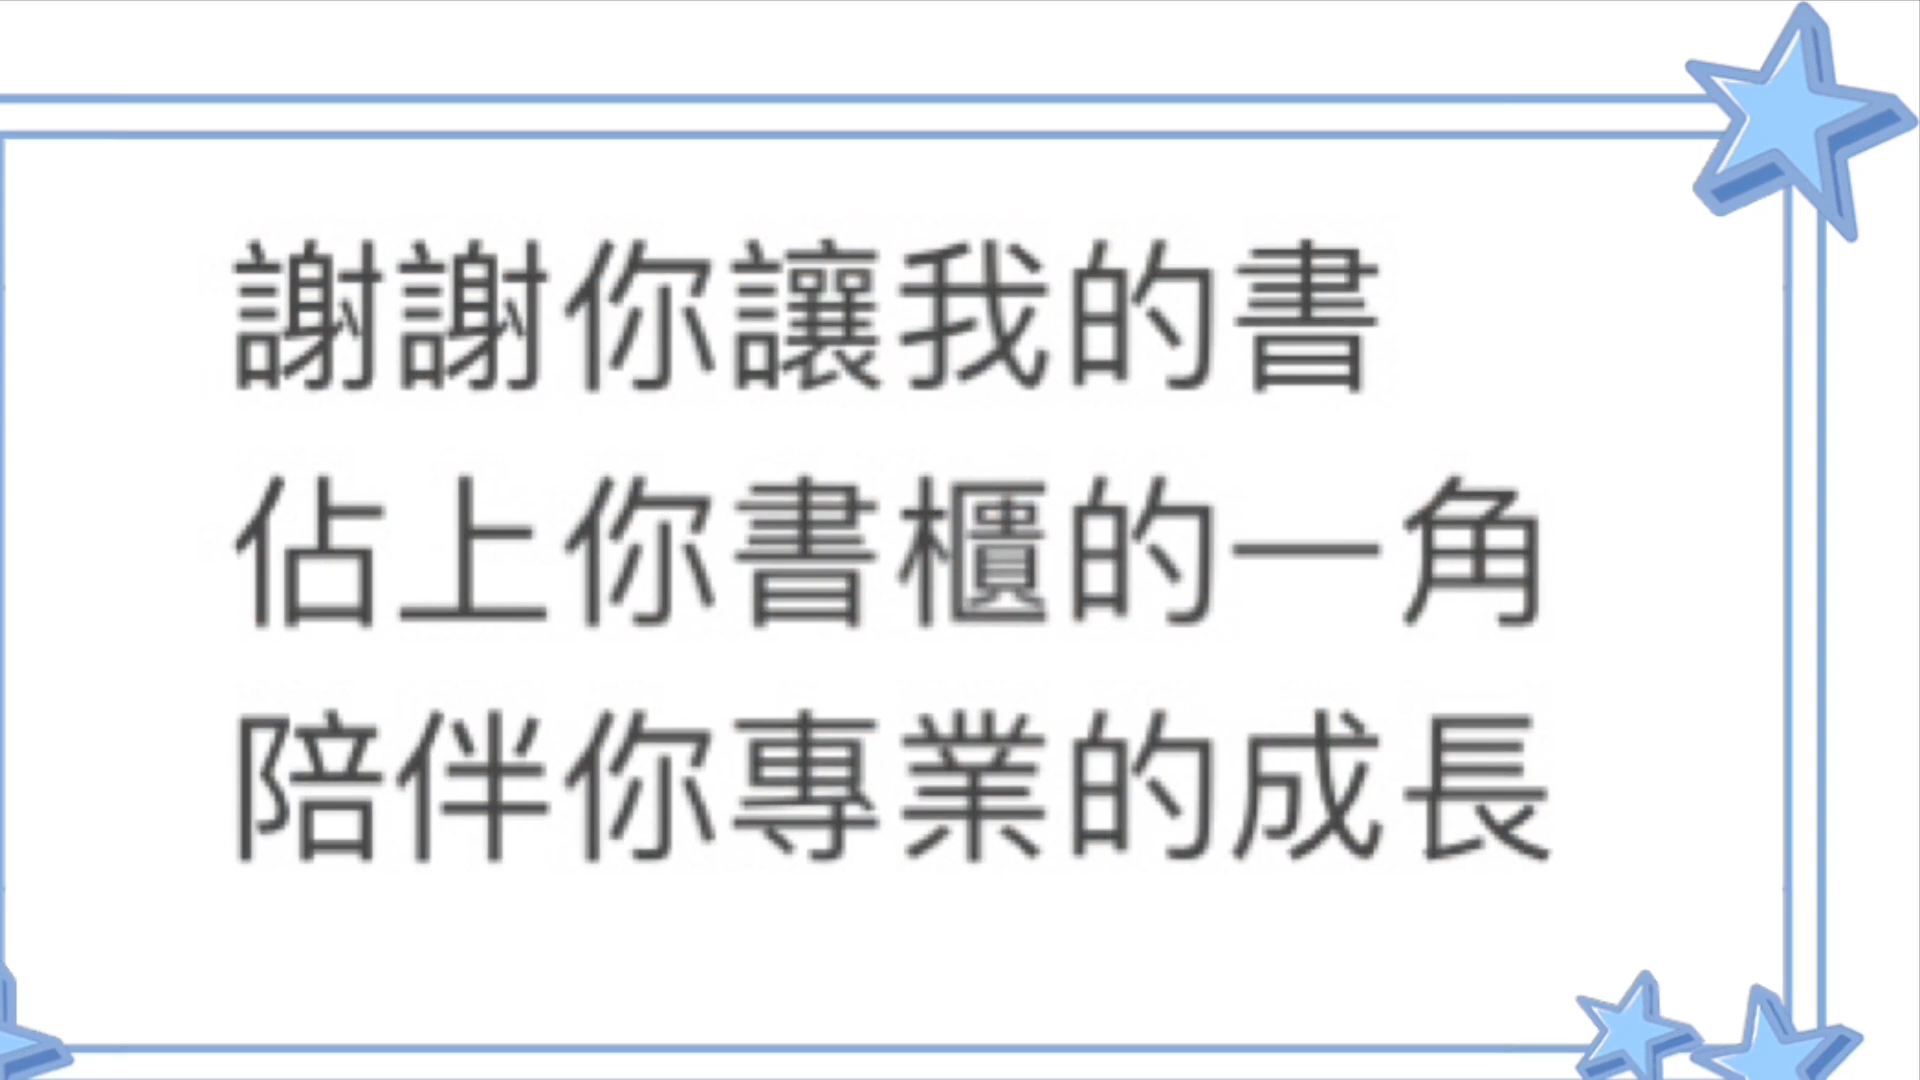 謝謝你讓我的書
佔上你書櫃的一角
陪伴你專業的成長